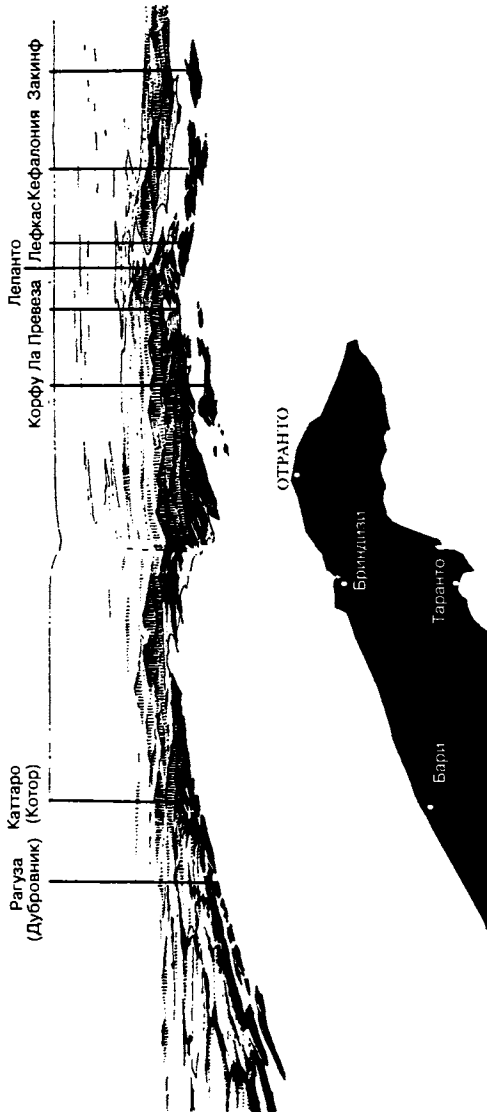 Рагуза
(Дубровник)
Каттаро
(Котор)
Корфу
Ла Превеза
Лепанто
Лефкас
Кефалония
Закинф
ОТРАНТО
Бриндизи
Таранто
Бари